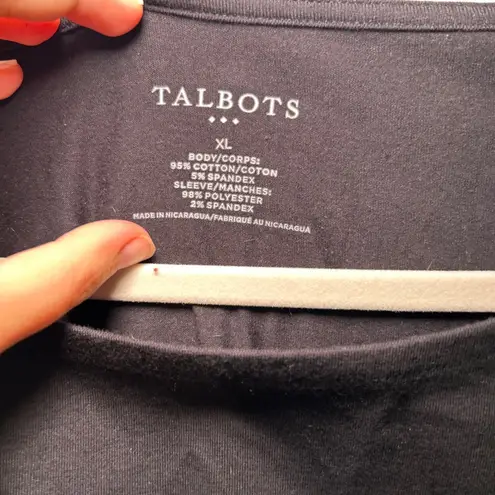 TALBOTS
XL
BODY/CORPS:
95% COTTON/COTON
5% SPANDEX
SLEEVE/MANCHES:
98% POLYESTER
2% SPANDEX
MADE IN NICARAGUA/FABRIQUÉ AU NICARAGUA